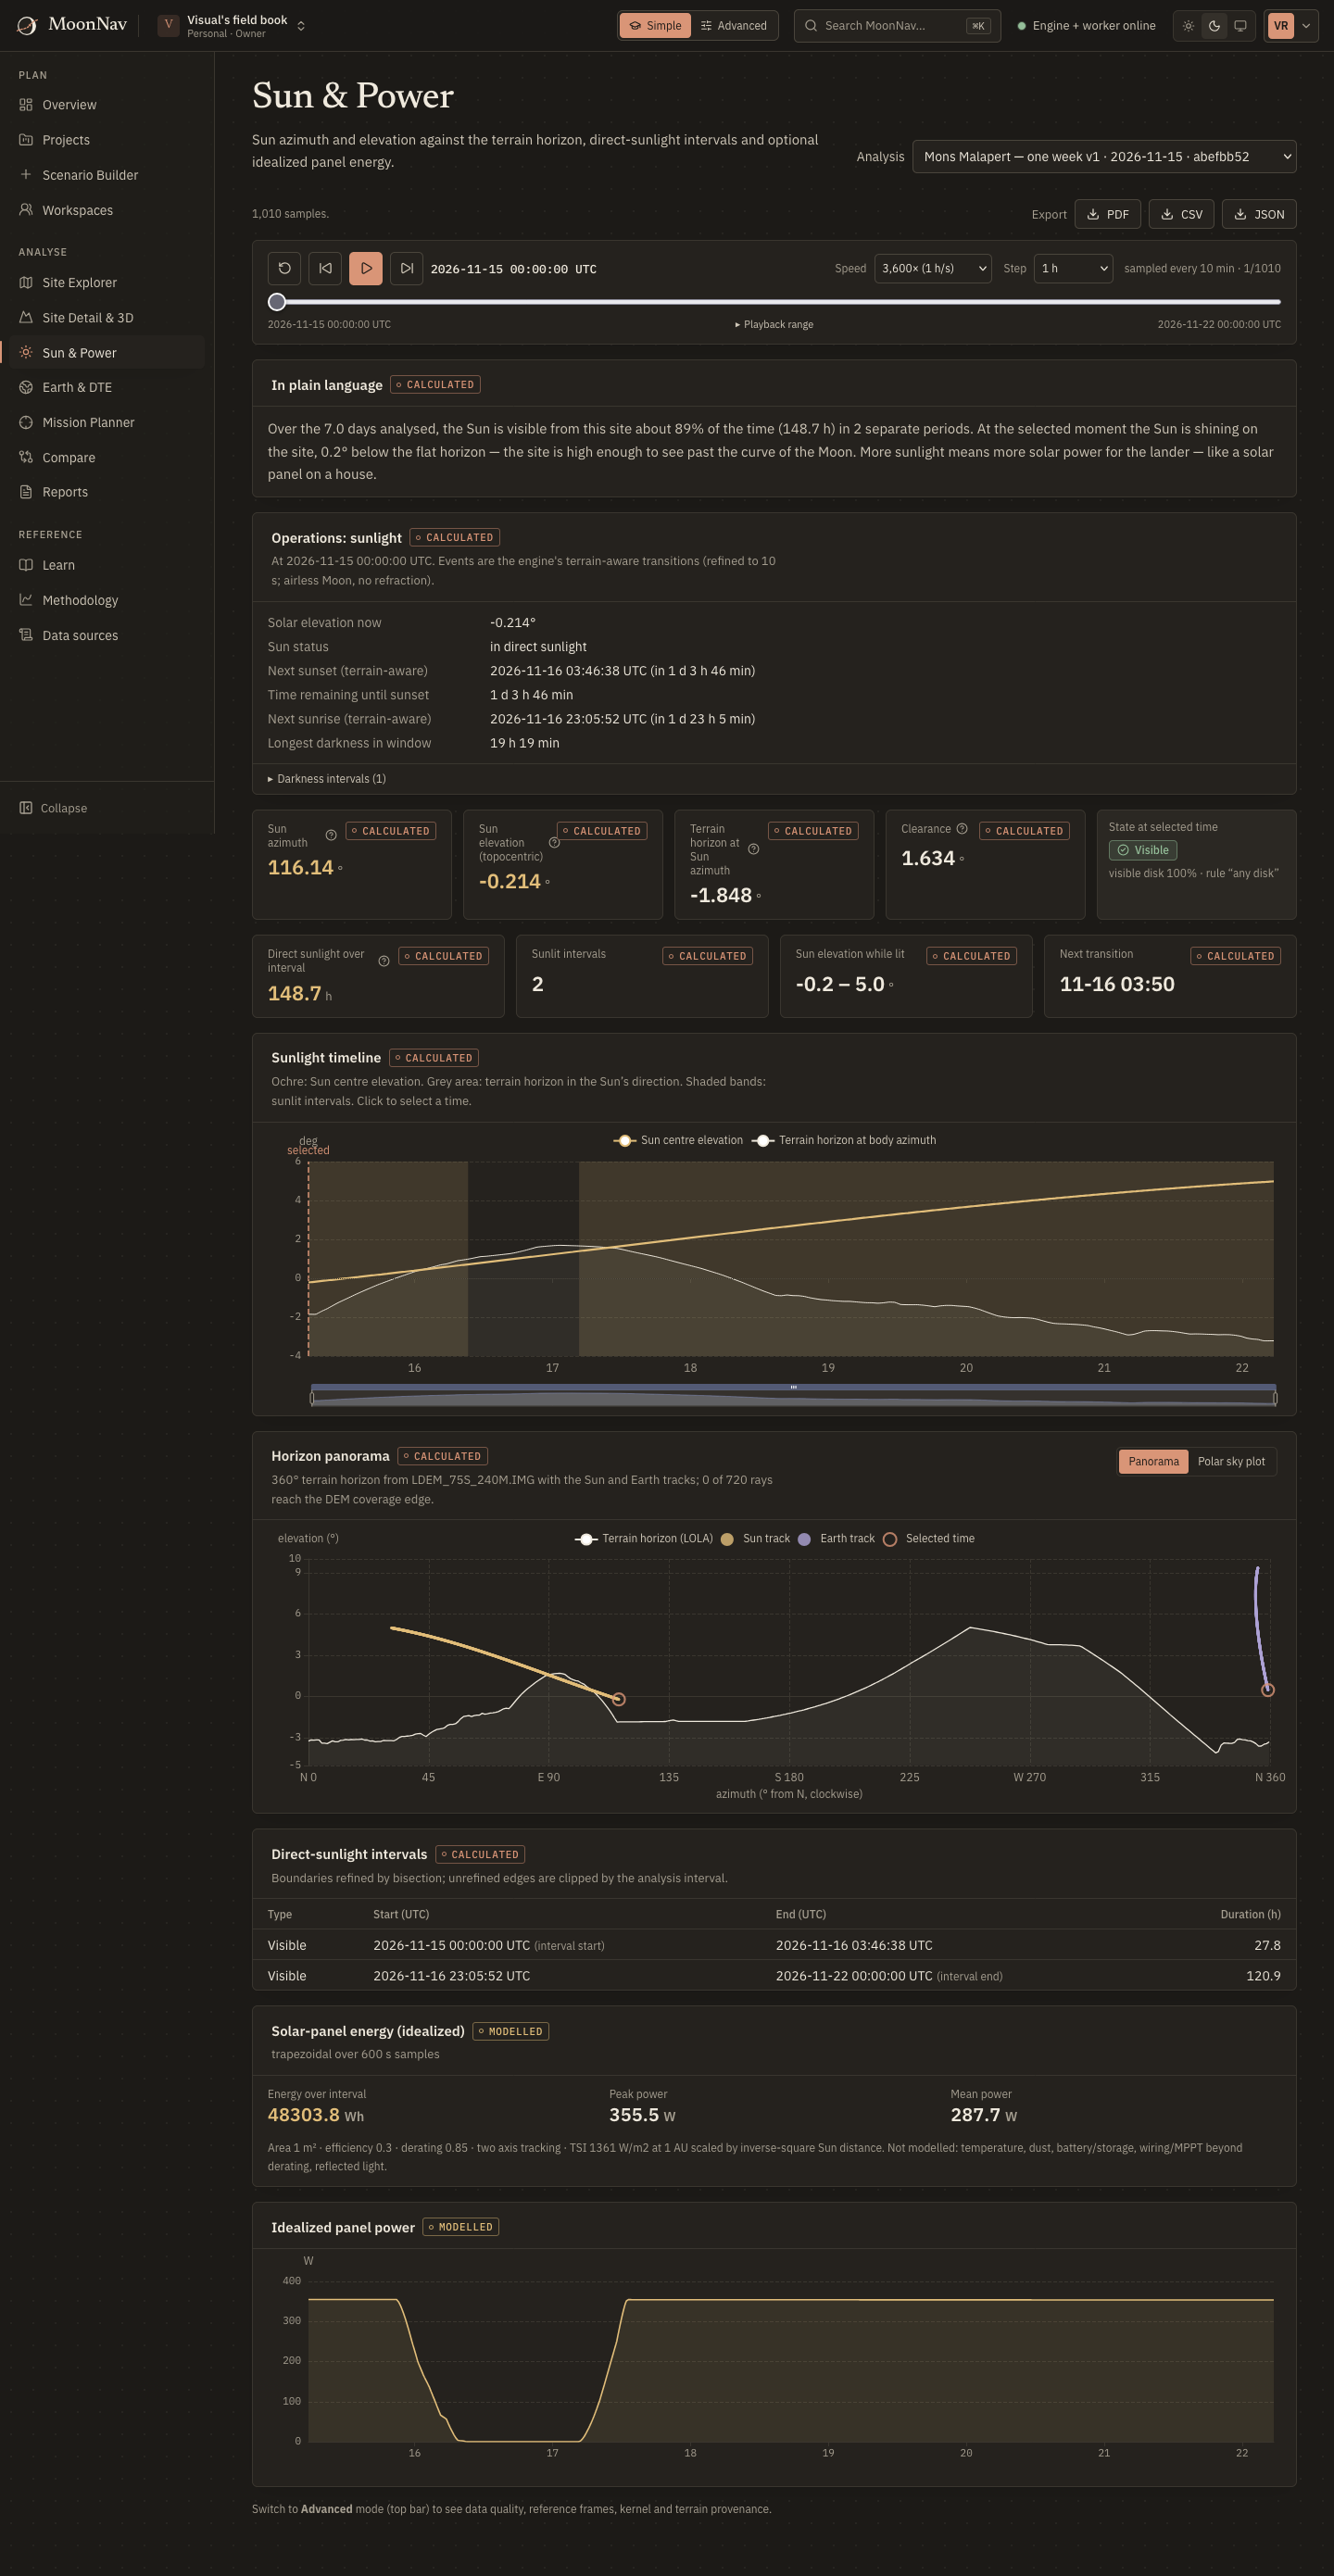 MoonNav
V
Visual's field book
Personal · Owner
Simple
Advanced
Search MoonNav...
⌘K
Engine + worker online
VR
PLAN
Overview
Projects
Scenario Builder
Workspaces
ANALYSE
Site Explorer
Site Detail & 3D
Sun & Power
Earth & DTE
Mission Planner
Compare
Reports
REFERENCE
Learn
Methodology
Data sources
Collapse
Sun & Power
Sun azimuth and elevation against the terrain horizon, direct-sunlight intervals and optional
idealized panel energy.
Analysis
Mons Malapert — one week v1 · 2026-11-15 · abefbb52
1,010 samples.
Export
PDF
CSV
JSON
2026-11-15 00:00:00 UTC
Speed
3,600× (1 h/s)
Step
1 h
sampled every 10 min · 1/1010
2026-11-15 00:00:00 UTC
▸ Playback range
2026-11-22 00:00:00 UTC
In plain language
CALCULATED
Over the 7.0 days analysed, the Sun is visible from this site about 89% of the time (148.7 h) in 2 separate periods. At the selected moment the Sun is shining on
the site, 0.2° below the flat horizon — the site is high enough to see past the curve of the Moon. More sunlight means more solar power for the lander — like a solar
panel on a house.
Operations: sunlight
CALCULATED
At 2026-11-15 00:00:00 UTC. Events are the engine's terrain-aware transitions (refined to 10
s; airless Moon, no refraction).
Solar elevation now
-0.214°
Sun status
in direct sunlight
Next sunset (terrain-aware)
2026-11-16 03:46:38 UTC (in 1 d 3 h 46 min)
Time remaining until sunset
1 d 3 h 46 min
Next sunrise (terrain-aware)
2026-11-16 23:05:52 UTC (in 1 d 23 h 5 min)
Longest darkness in window
19 h 19 min
▸ Darkness intervals (1)
Sun
azimuth
CALCULATED
116.14 °
Sun
elevation
(topocentric)
CALCULATED
-0.214 °
Terrain
horizon at
Sun
azimuth
CALCULATED
-1.848 °
Clearance
CALCULATED
1.634 °
State at selected time
Visible
visible disk 100% · rule “any disk”
Direct sunlight over
interval
CALCULATED
148.7 h
Sunlit intervals
CALCULATED
2
Sun elevation while lit
CALCULATED
-0.2 – 5.0 °
Next transition
CALCULATED
11-16 03:50
Sunlight timeline
CALCULATED
Ochre: Sun centre elevation. Grey area: terrain horizon in the Sun’s direction. Shaded bands:
sunlit intervals. Click to select a time.
deg
selected
Sun centre elevation
Terrain horizon at body azimuth
6
4
2
0
-2
-4
16
17
18
19
20
21
22
Horizon panorama
CALCULATED
360° terrain horizon from LDEM_75S_240M.IMG with the Sun and Earth tracks; 0 of 720 rays
reach the DEM coverage edge.
Panorama
Polar sky plot
elevation (°)
Terrain horizon (LOLA)
Sun track
Earth track
Selected time
10
9
6
3
0
-3
-5
N 0
45
E 90
135
S 180
225
W 270
315
N 360
azimuth (° from N, clockwise)
Direct-sunlight intervals
CALCULATED
Boundaries refined by bisection; unrefined edges are clipped by the analysis interval.
Type
Start (UTC)
End (UTC)
Duration (h)
Visible
2026-11-15 00:00:00 UTC (interval start)
2026-11-16 03:46:38 UTC
27.8
Visible
2026-11-16 23:05:52 UTC
2026-11-22 00:00:00 UTC (interval end)
120.9
Solar-panel energy (idealized)
MODELLED
trapezoidal over 600 s samples
Energy over interval
48303.8 Wh
Peak power
355.5 W
Mean power
287.7 W
Area 1 m² · efficiency 0.3 · derating 0.85 · two axis tracking · TSI 1361 W/m2 at 1 AU scaled by inverse-square Sun distance. Not modelled: temperature, dust, battery/storage, wiring/MPPT beyond
derating, reflected light.
Idealized panel power
MODELLED
W
400
300
200
100
0
16
17
18
19
20
21
22
Switch to Advanced mode (top bar) to see data quality, reference frames, kernel and terrain provenance.